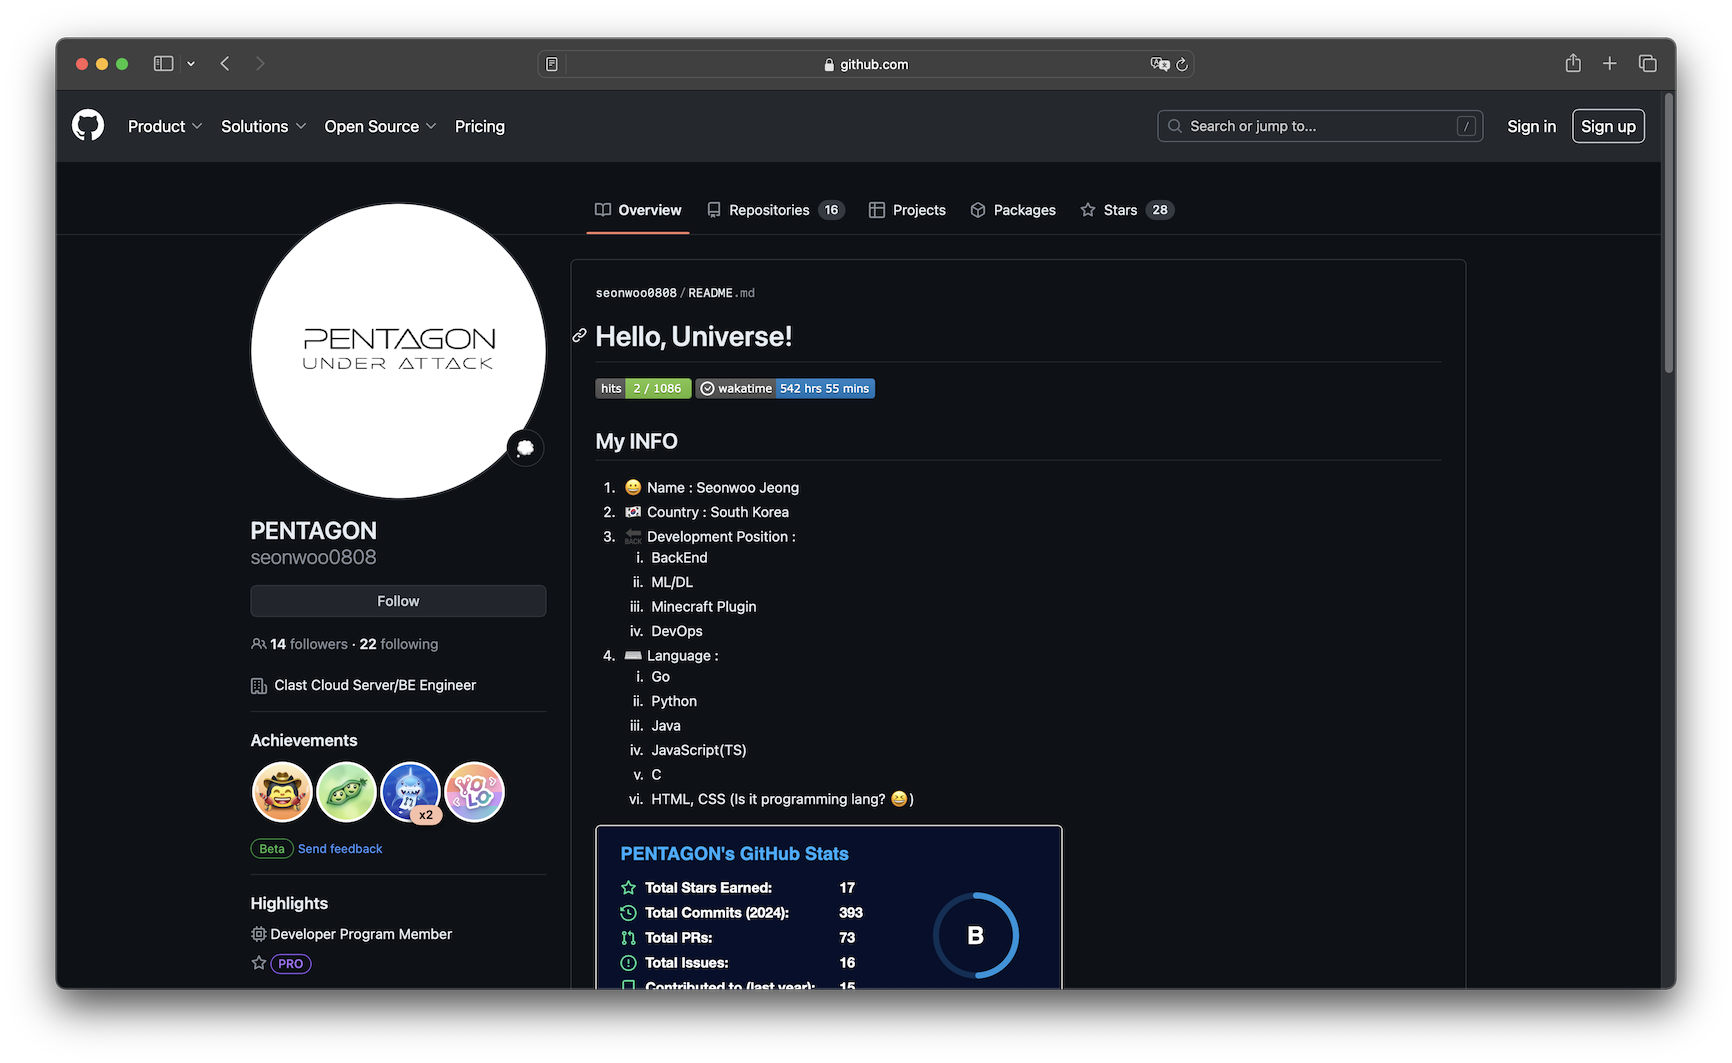 github.com
Product
Solutions
Open Source
Pricing
Search or jump to...
/
Sign in
Sign up
Overview
Repositories 16
Projects
Packages
Stars 28
PENTAGON
UNDER ATTACK
PENTAGON
seonwoo0808
Follow
14 followers · 22 following
Clast Cloud Server/BE Engineer
Achievements
x2
YOLO
Beta Send feedback
Highlights
Developer Program Member
PRO
seonwoo0808/README.md
Hello, Universe!
hits 2 / 1086 wakatime 542 hrs 55 mins
My INFO
1. 😀 Name : Seonwoo Jeong
2. 🇰🇷 Country : South Korea
3. 🔙 Development Position :
i. BackEnd
ii. ML/DL
iii. Minecraft Plugin
iv. DevOps
4. ⌨️ Language :
i. Go
ii. Python
iii. Java
iv. JavaScript(TS)
v. C
vi. HTML, CSS (Is it programming lang? 😆)
PENTAGON's GitHub Stats
Total Stars Earned: 17
Total Commits (2024): 393
Total PRs: 73
Total Issues: 16
Contributed to (last year): 15
B